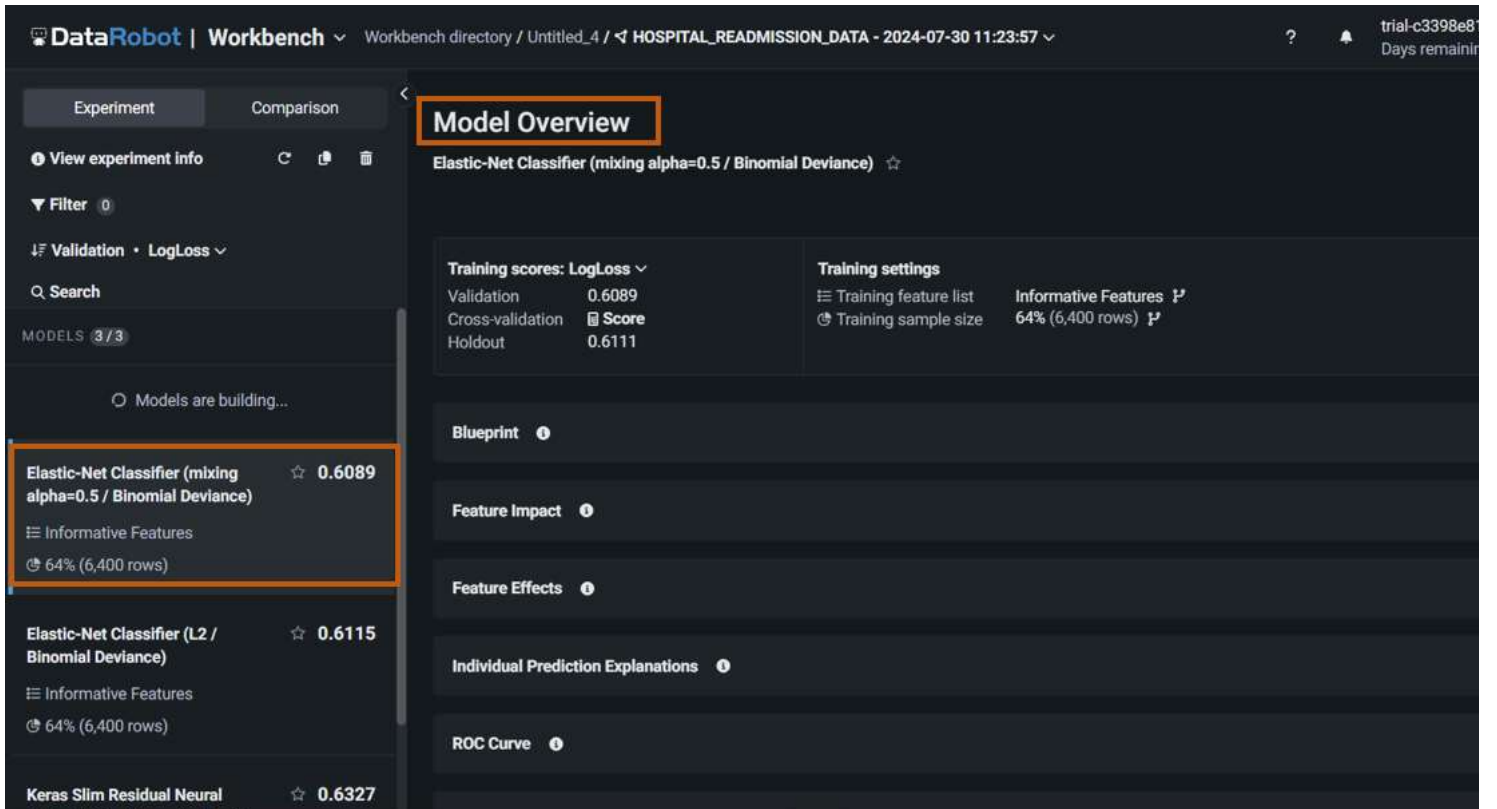 DataRobot | Workbench
Workbench directory / Untitled_4 / HOSPITAL_READMISSION_DATA - 2024-07-30 11:23:57
?
trial-c3398e81
Days remainin
Experiment
Comparison
View experiment info
Filter 0
Validation • LogLoss
Search
MODELS 3/3
Models are building...
Elastic-Net Classifier (mixing
alpha=0.5 / Binomial Deviance)
0.6089
Informative Features
64% (6,400 rows)
Elastic-Net Classifier (L2 /
Binomial Deviance)
0.6115
Informative Features
64% (6,400 rows)
Keras Slim Residual Neural
0.6327
Model Overview
Elastic-Net Classifier (mixing alpha=0.5 / Binomial Deviance)
Training scores: LogLoss
Validation 0.6089
Cross-validation Score
Holdout 0.6111
Training settings
Training feature list Informative Features
Training sample size 64% (6,400 rows)
Blueprint
Feature Impact
Feature Effects
Individual Prediction Explanations
ROC Curve